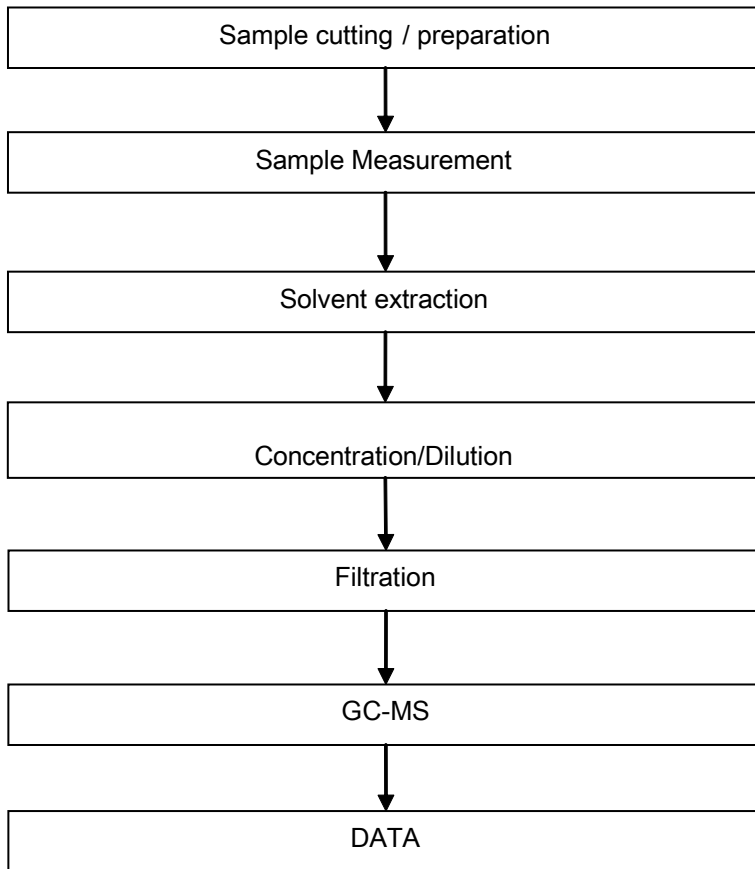 Sample cutting / preparation
Sample Measurement
Solvent extraction
Concentration/Dilution
Filtration
GC-MS
DATA